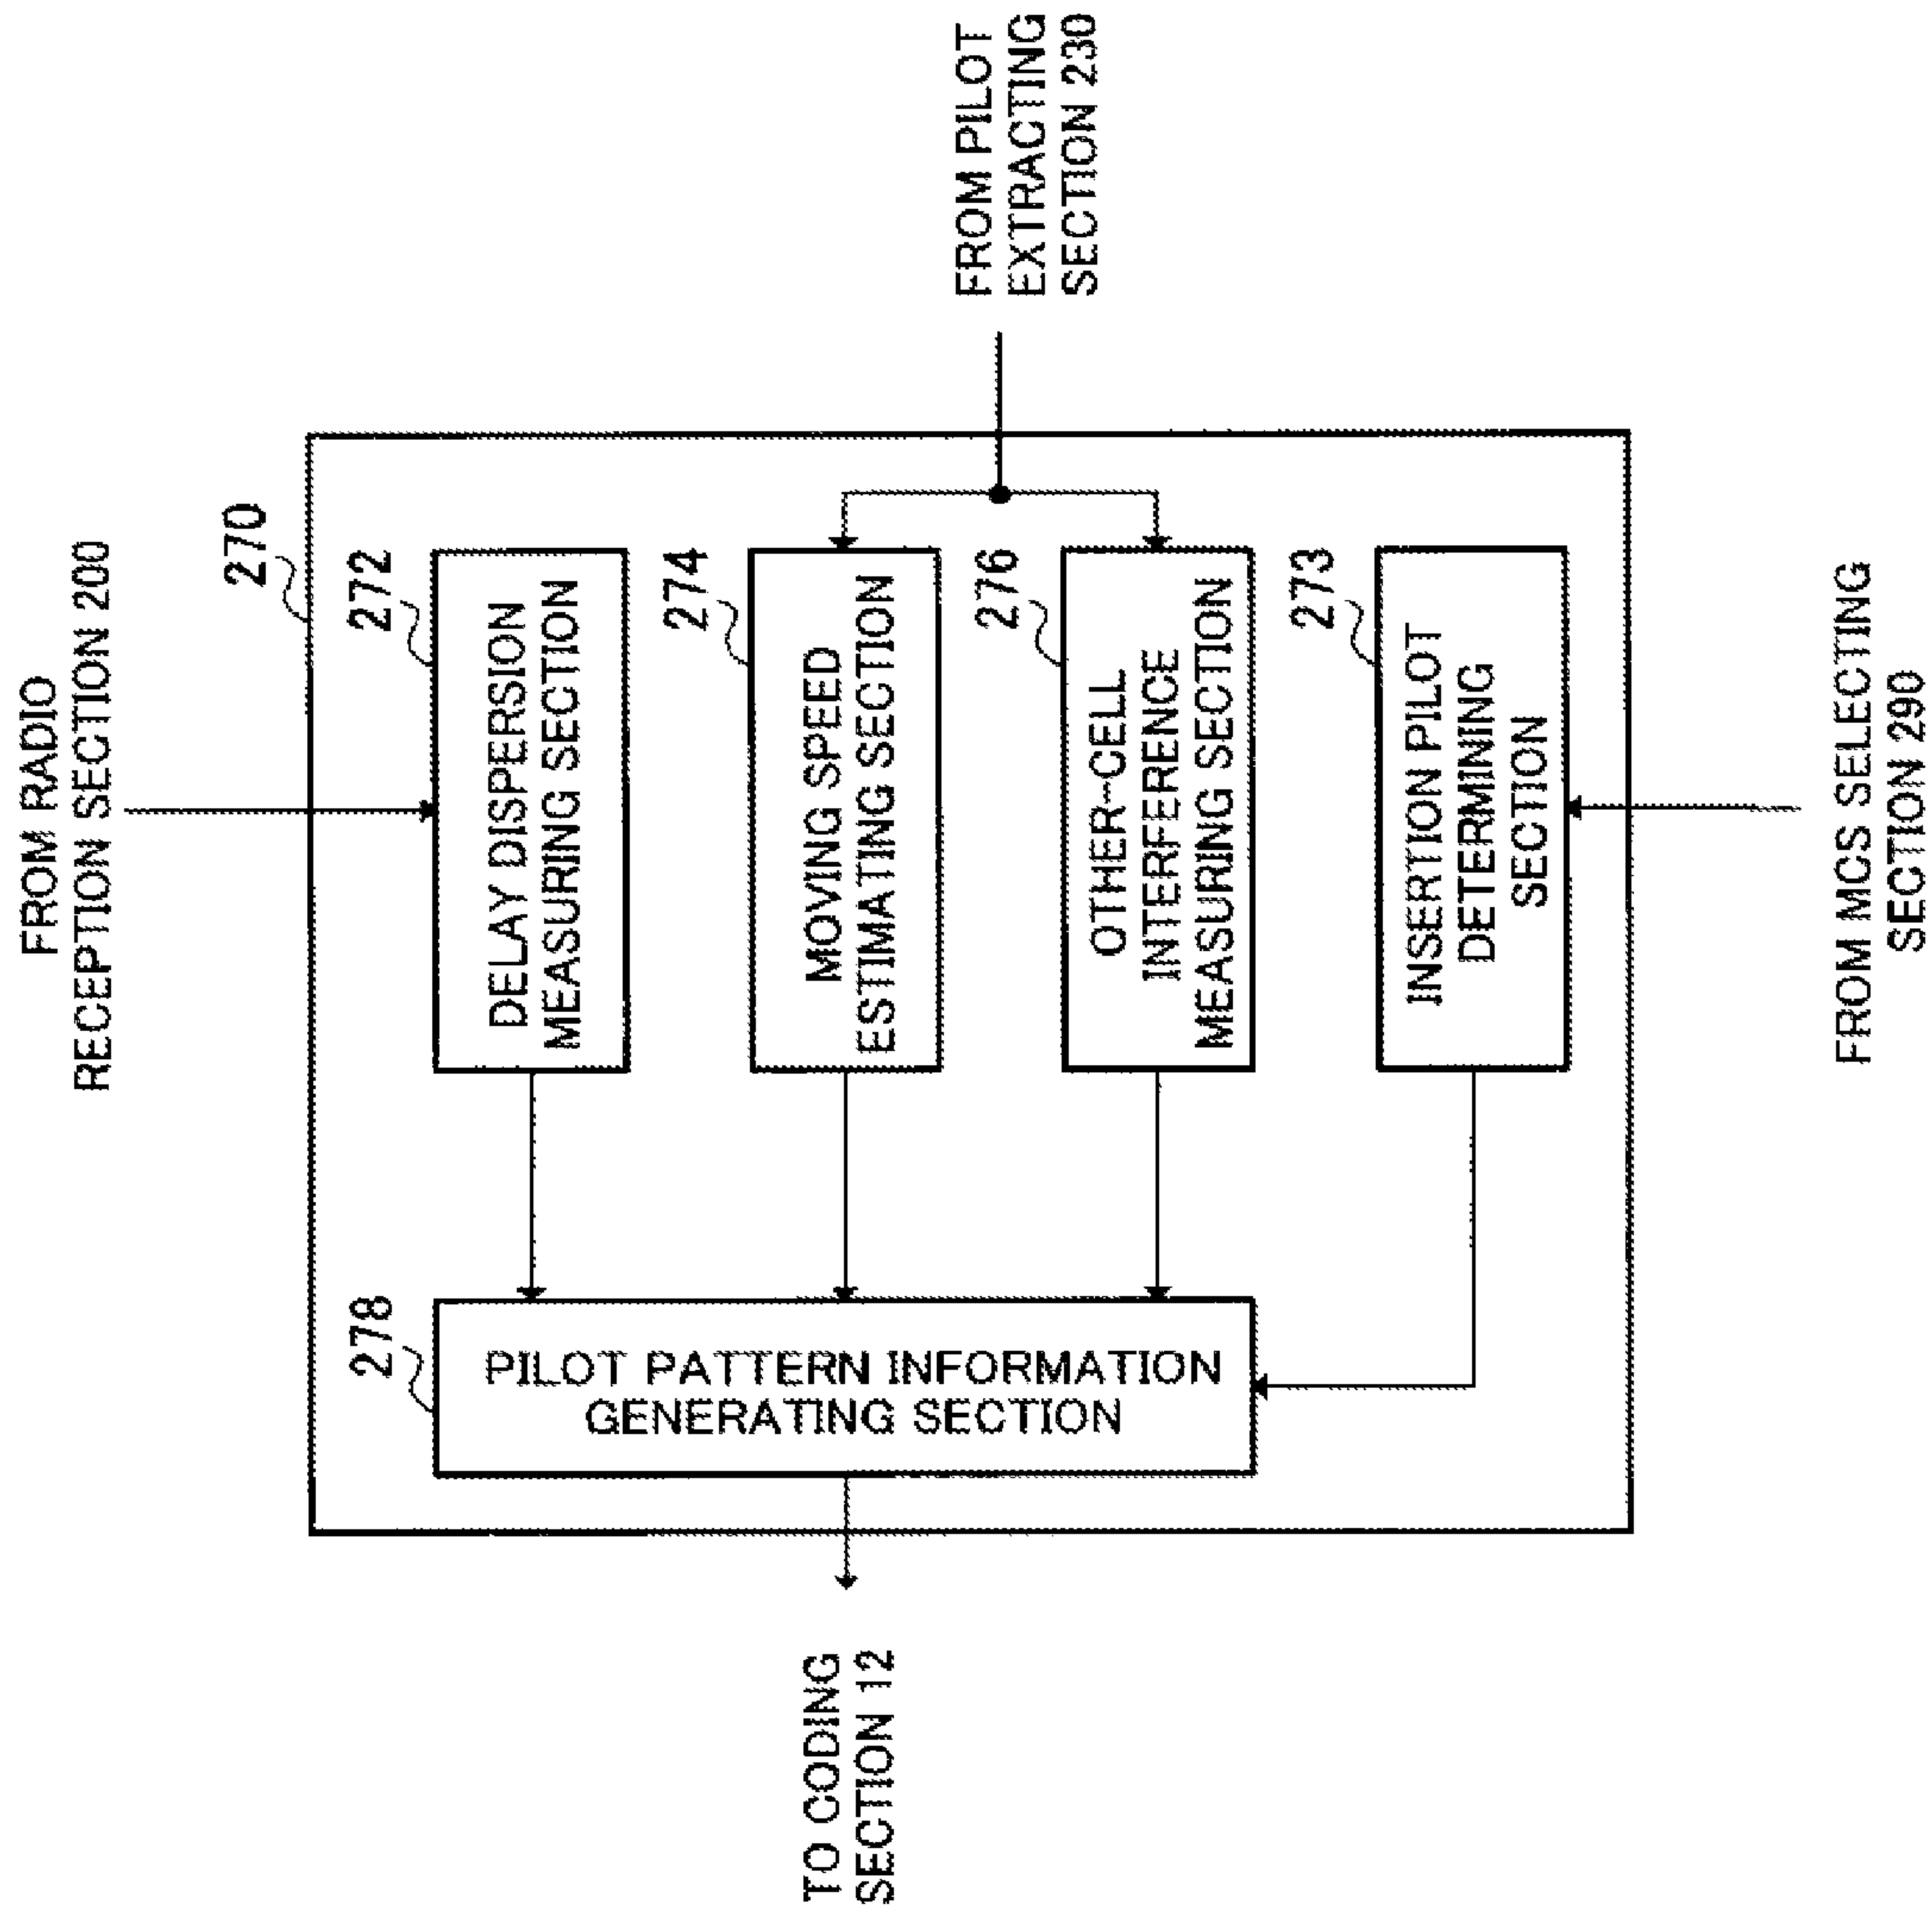 FROM RADIO
RECEPTION SECTION 200
270
272
DELAY DISPERSION
MEASURING SECTION
274
MOVING SPEED
ESTIMATING SECTION
276
OTHER-CELL
INTERFERENCE
MEASURING SECTION
273
INSERTION PILOT
DETERMINING
SECTION
278
PILOT PATTERN INFORMATION
GENERATING SECTION
FROM PILOT
EXTRACTING
SECTION 230
FROM MCS SELECTING
SECTION 290
TO CODING
SECTION 12